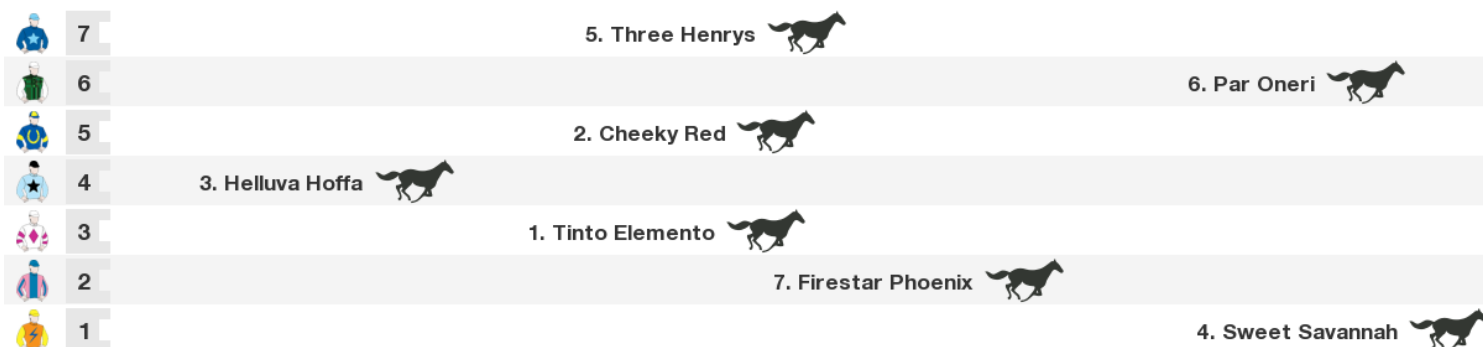 7 5. Three Henrys
6 6. Par Oneri
5 2. Cheeky Red
4 3. Helluva Hoffa
3 1. Tinto Elemento
2 7. Firestar Phoenix
1 4. Sweet Savannah